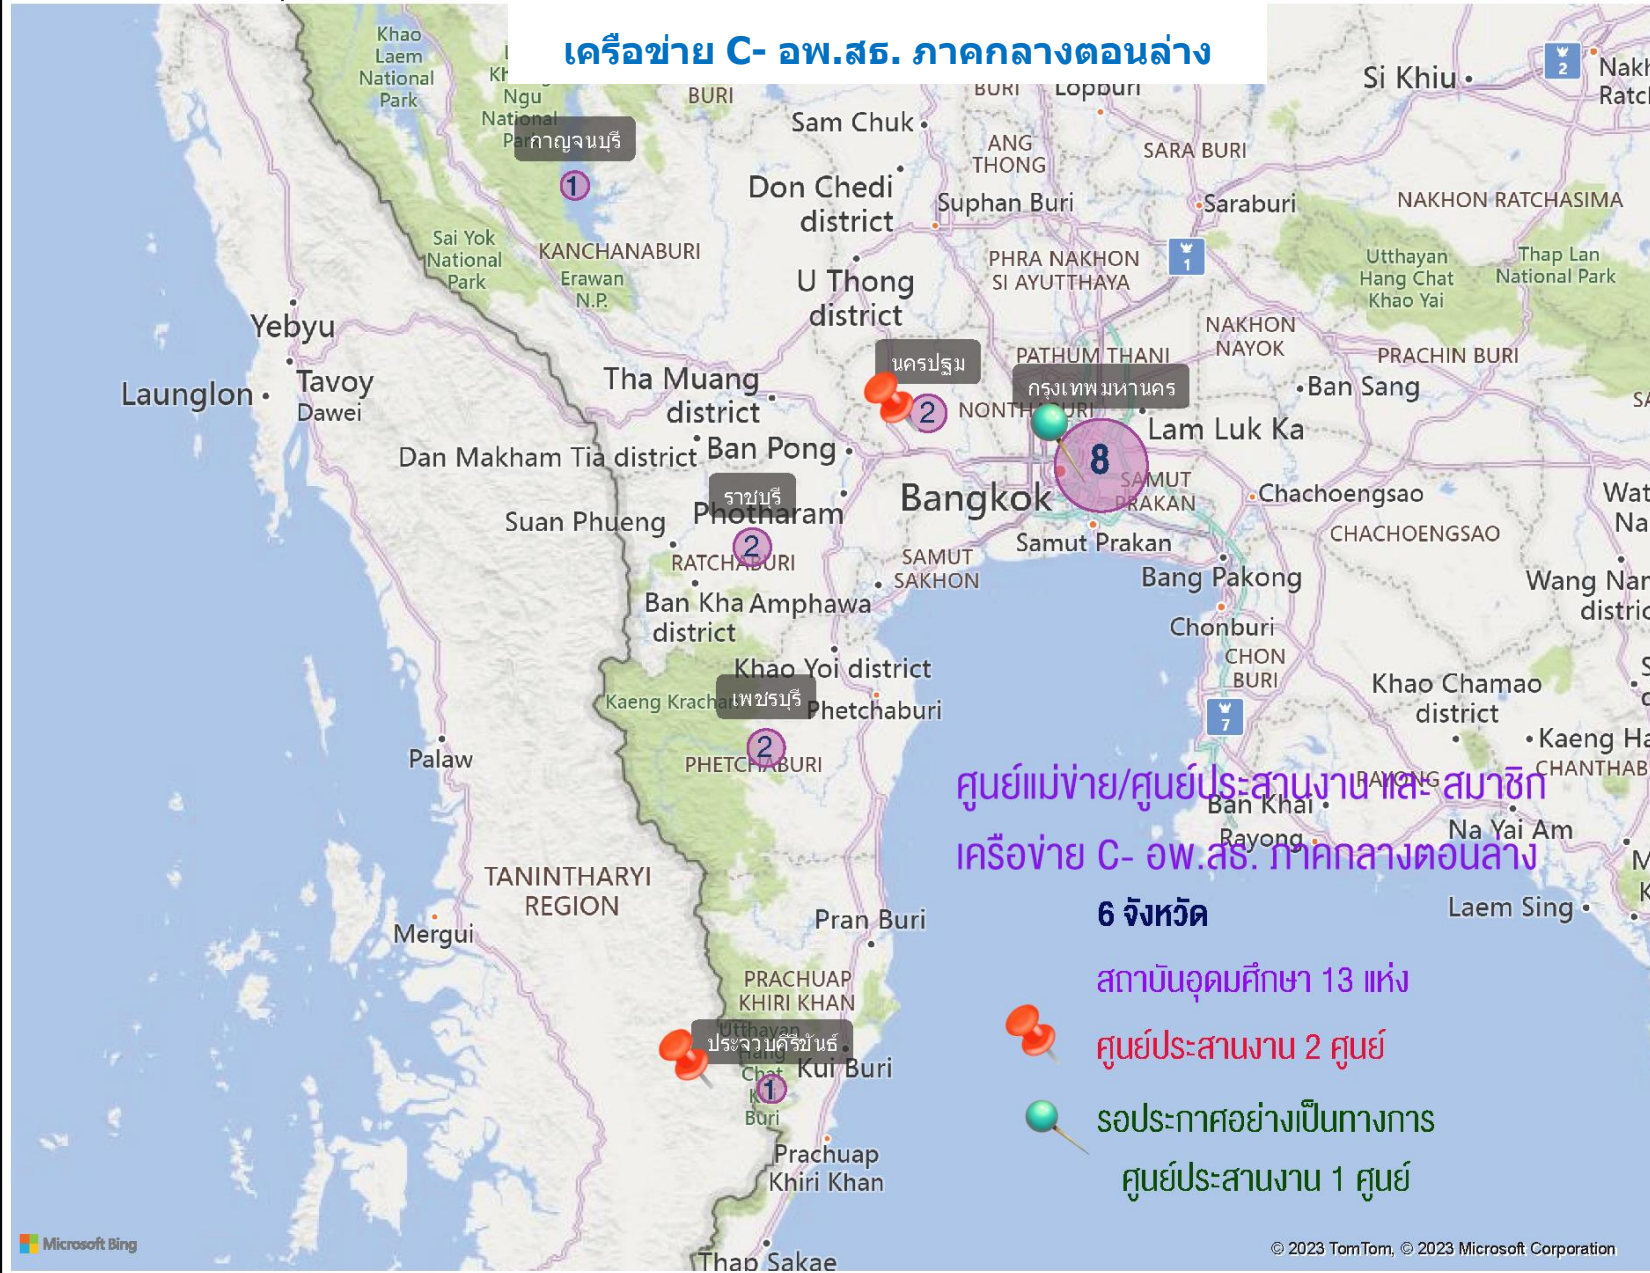 เครือข่าย C- อพ.สธ. ภาคกลางตอนล่าง
Khao
Laem
National
Park
Ngu
National
BURI
BURI
Lopburi
Si Khiu
2
Sam Chuk
ANG
THONG
SARA BURI
กาญจนบุรี
1
Don Chedi
district
Suphan Buri
Saraburi
NAKHON RATCHASIMA
Sai Yok
National
Park
KANCHANABURI
Erawan
N.P.
PHRA NAKHON
SI AYUTTHAYA
1
Utthayan
Hang Chat
Khao Yai
Thap Lan
National Park
U Thong
district
Yebyu
NAKHON
NAYOK
นครปฐม
2
PATHUM THANI
PRACHIN BURI
Launglon
Tavoy
Dawei
Tha Muang
district
กรุงเทพมหานคร
8
NONTHABURI
Ban Sang
Lam Luk Ka
Dan Makham Tia district
Ban Pong
Bangkok
SAMUT
PRAKAN
Chachoengsao
ราชบุรี
Photharam
2
Suan Phueng
RATCHABURI
SAMUT
SAKHON
Samut Prakan
CHACHOENGSAO
Bang Pakong
Ban Kha
district
Amphawa
Chonburi
CHON
BURI
Khao Yoi district
เพชรบุรี
Phetchaburi
2
PHETCHABURI
7
Khao Chamao
district
Palaw
ศูนย์แม่ข่าย/ศูนย์ประสานงาน และ สมาชิก
RAYONG
Ban Khai
Rayong
Na Yai Am
เครือข่าย C- อพ.สธ. ภาคกลางตอนล่าง
TANINTHARYI
REGION
6 จังหวัด
Laem Sing
Mergui
Pran Buri
สถาบันอุดมศึกษา 13 แห่ง
PRACHUAP
KHIRI KHAN
Utthayan
Hang
Chat
Kui
Buri
ประจวบคีรีขันธ์
1
Kui Buri
ศูนย์ประสานงาน 2 ศูนย์
รอประกาศอย่างเป็นทางการ
ศูนย์ประสานงาน 1 ศูนย์
Prachuap
Khiri Khan
Thap Sakae
Microsoft Bing
© 2023 TomTom, © 2023 Microsoft Corporation